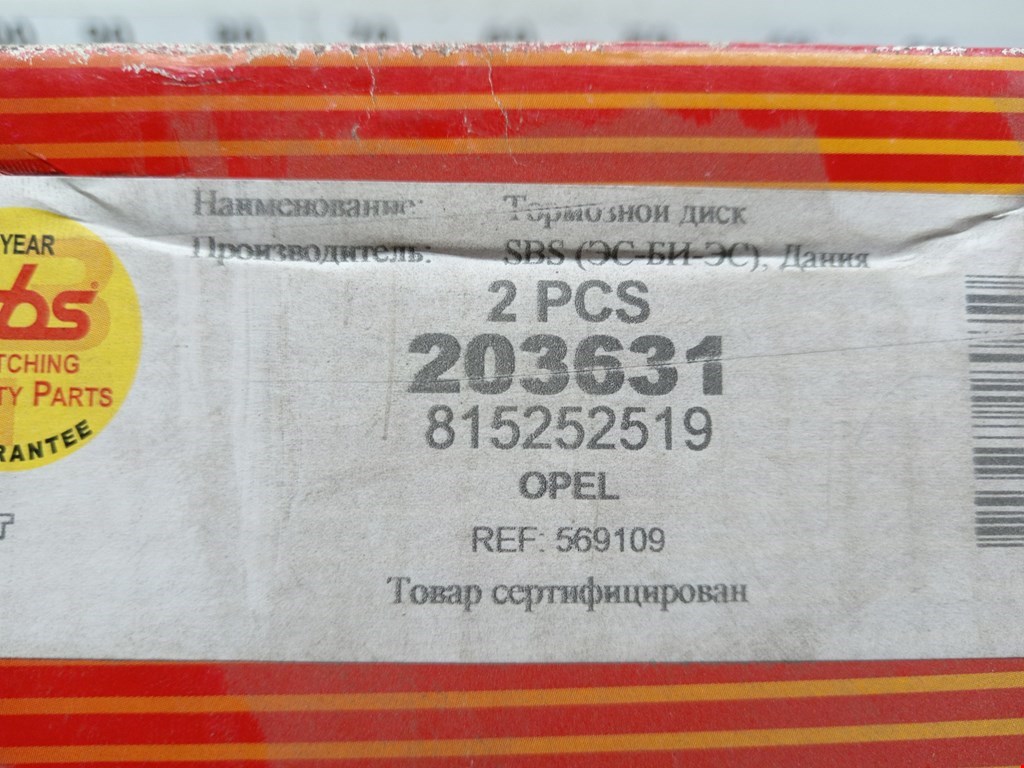 Наименование: Тормозной диск
Производитель: SBS (ЭС-БИ-ЭС), Дания
2 PCS
203631
815252519
OPEL
REF: 569109
Товар сертифицирован
YEAR
sbs
TCHING
TY PARTS
RANTEE